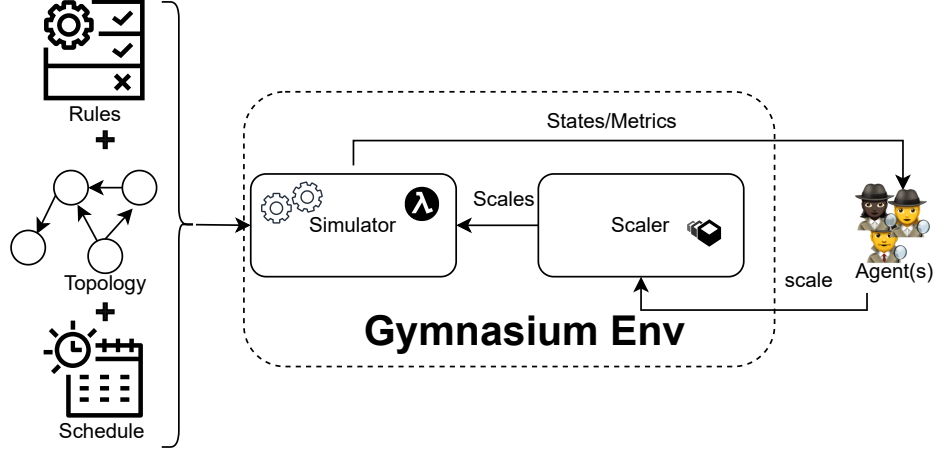 Rules
+
Topology
+
Schedule
States/Metrics
λ
Simulator
Scales
Scaler
Agent(s)
scale
Gymnasium Env